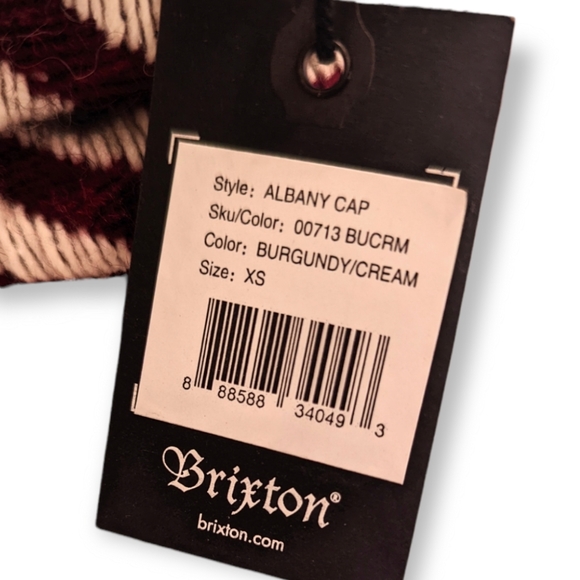 Style: ALBANY CAP
Sku/Color: 00713 BUCRM
Color: BURGUNDY/CREAM
Size: XS
8 88588 34049 3
Brixton®
brixton.com